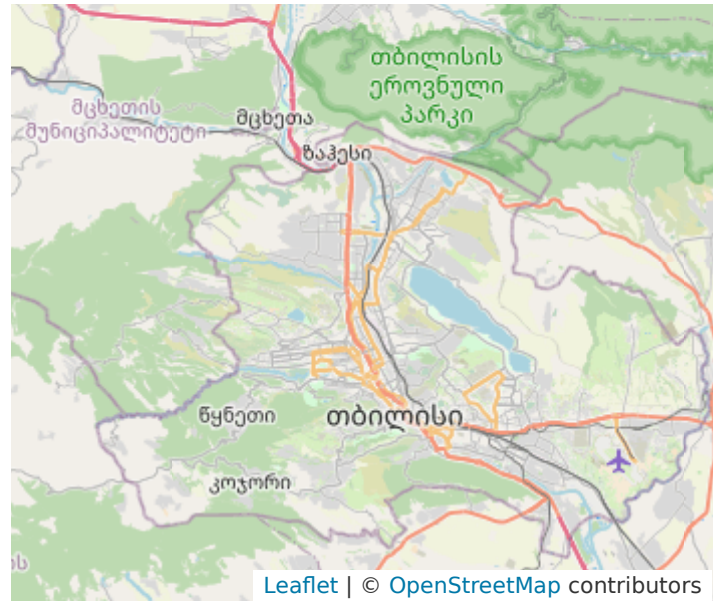 თბილისის
ეროვნული
პარკი
მცხეთის
მუნიციპალიტეტი
მცხეთა
ზაჰესი
წყნეთი
თბილისი
კოჯორი
Leaflet | © OpenStreetMap contributors